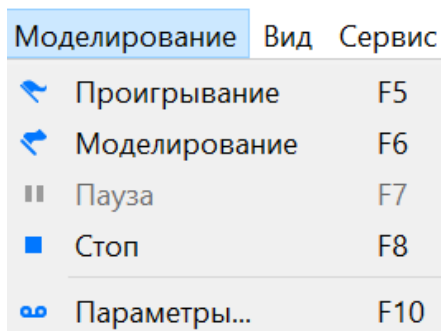 Моделирование Вид Сервис
Проигрывание F5
Моделирование F6
Пауза F7
Стоп F8
Параметры... F10